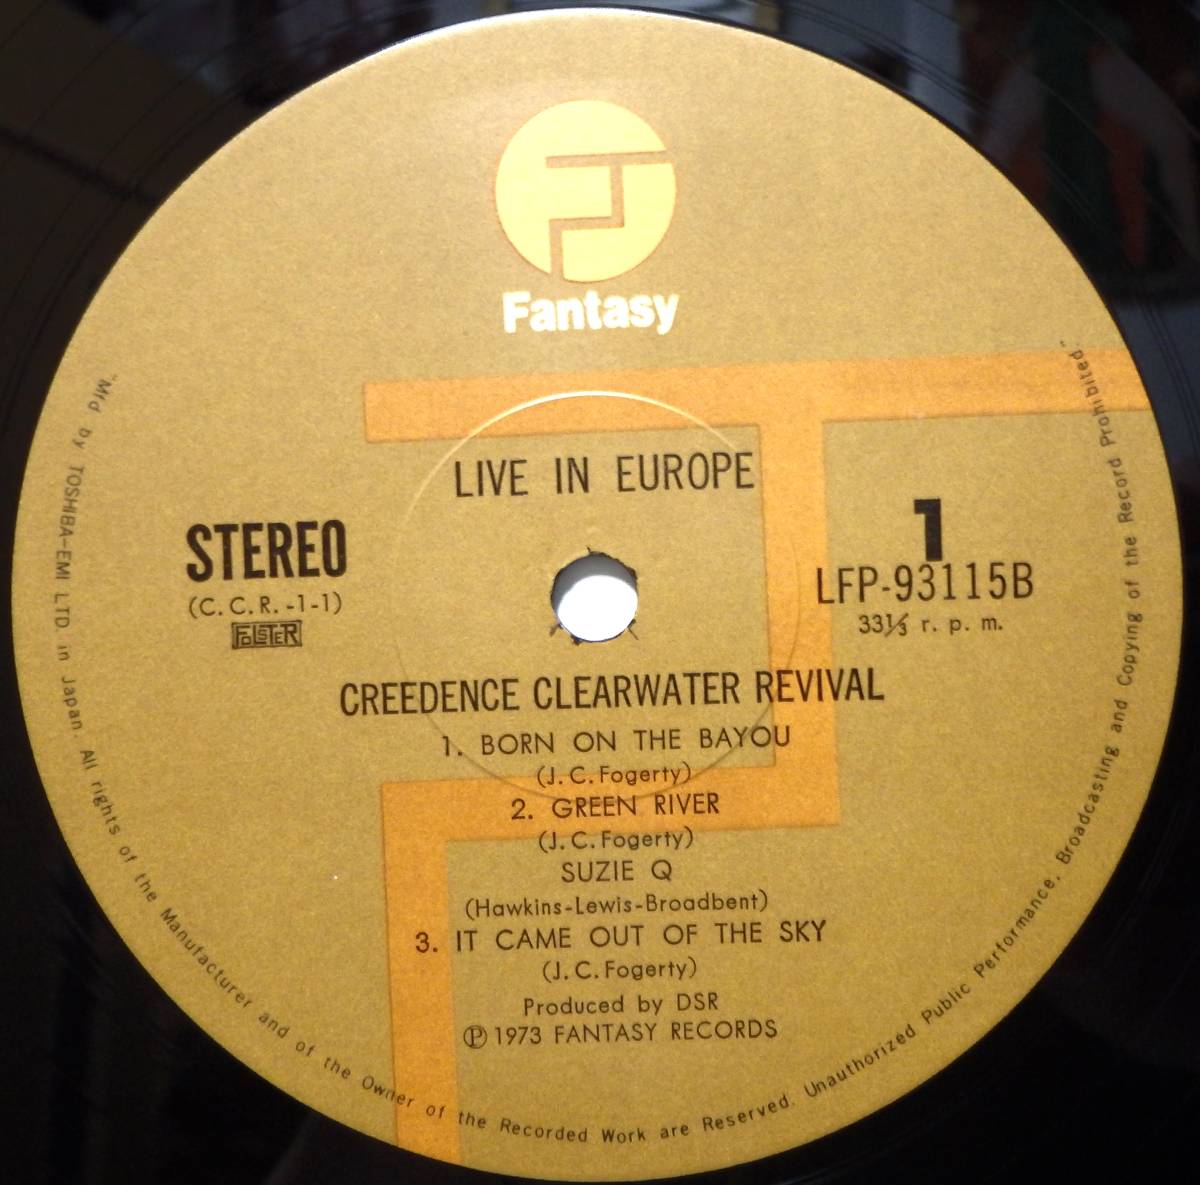 Fantasy
LIVE IN EUROPE
STEREO
(C. C. R. -1-1)
FOLSTER
1
LFP-93115B
33⅓ r. p. m.
CREEDENCE CLEARWATER REVIVAL
1. BORN ON THE BAYOU
(J. C. Fogerty)
2. GREEN RIVER
(J. C. Fogerty)
SUZIE Q
(Hawkins-Lewis-Broadbent)
3. IT CAME OUT OF THE SKY
(J. C. Fogerty)
Produced by DSR
Ⓟ 1973 FANTASY RECORDS
"Mfd by TOSHIBA-EMI LTD. in Japan. All rights of the Manufacturer and of the Owner of the Recorded Work are Reserved. Unauthorized Public Performance, Broadcasting and Copying of the Record Prohibited."